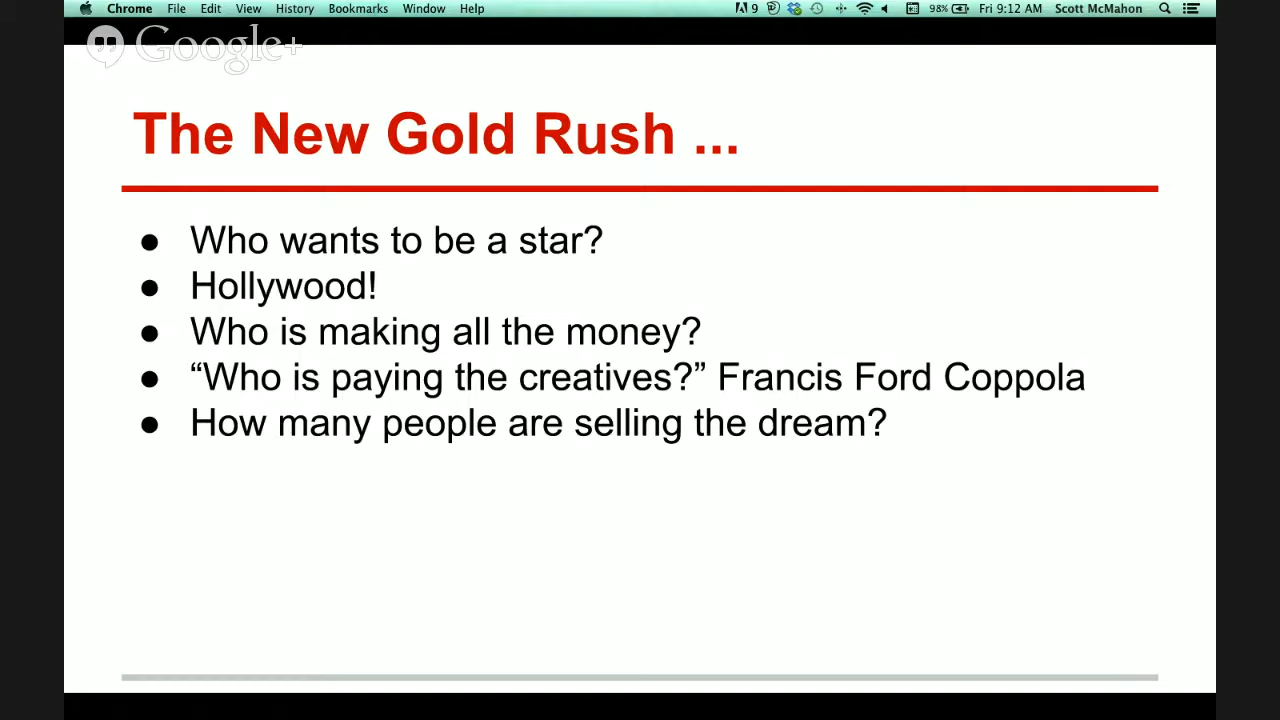 Chrome File Edit View History Bookmarks Window Help 9 98% Fri 9:12 AM Scott McMahon
Google+
The New Gold Rush ...
● Who wants to be a star?
● Hollywood!
● Who is making all the money?
● “Who is paying the creatives?” Francis Ford Coppola
● How many people are selling the dream?